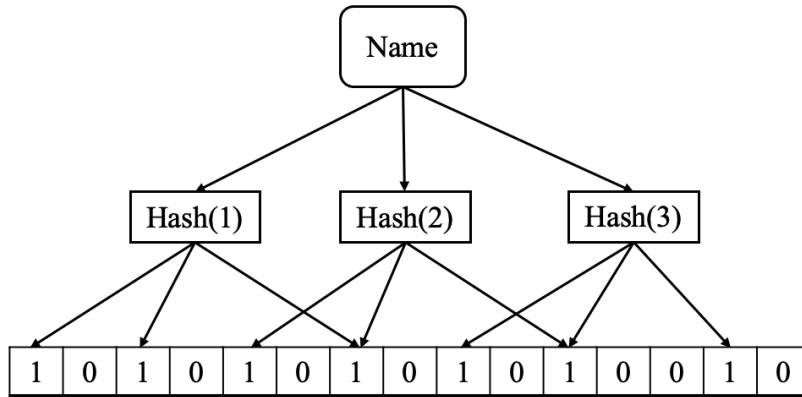 Name
Hash(1) Hash(2) Hash(3)
1 0 1 0 1 0 1 0 1 0 1 0 0 1 0